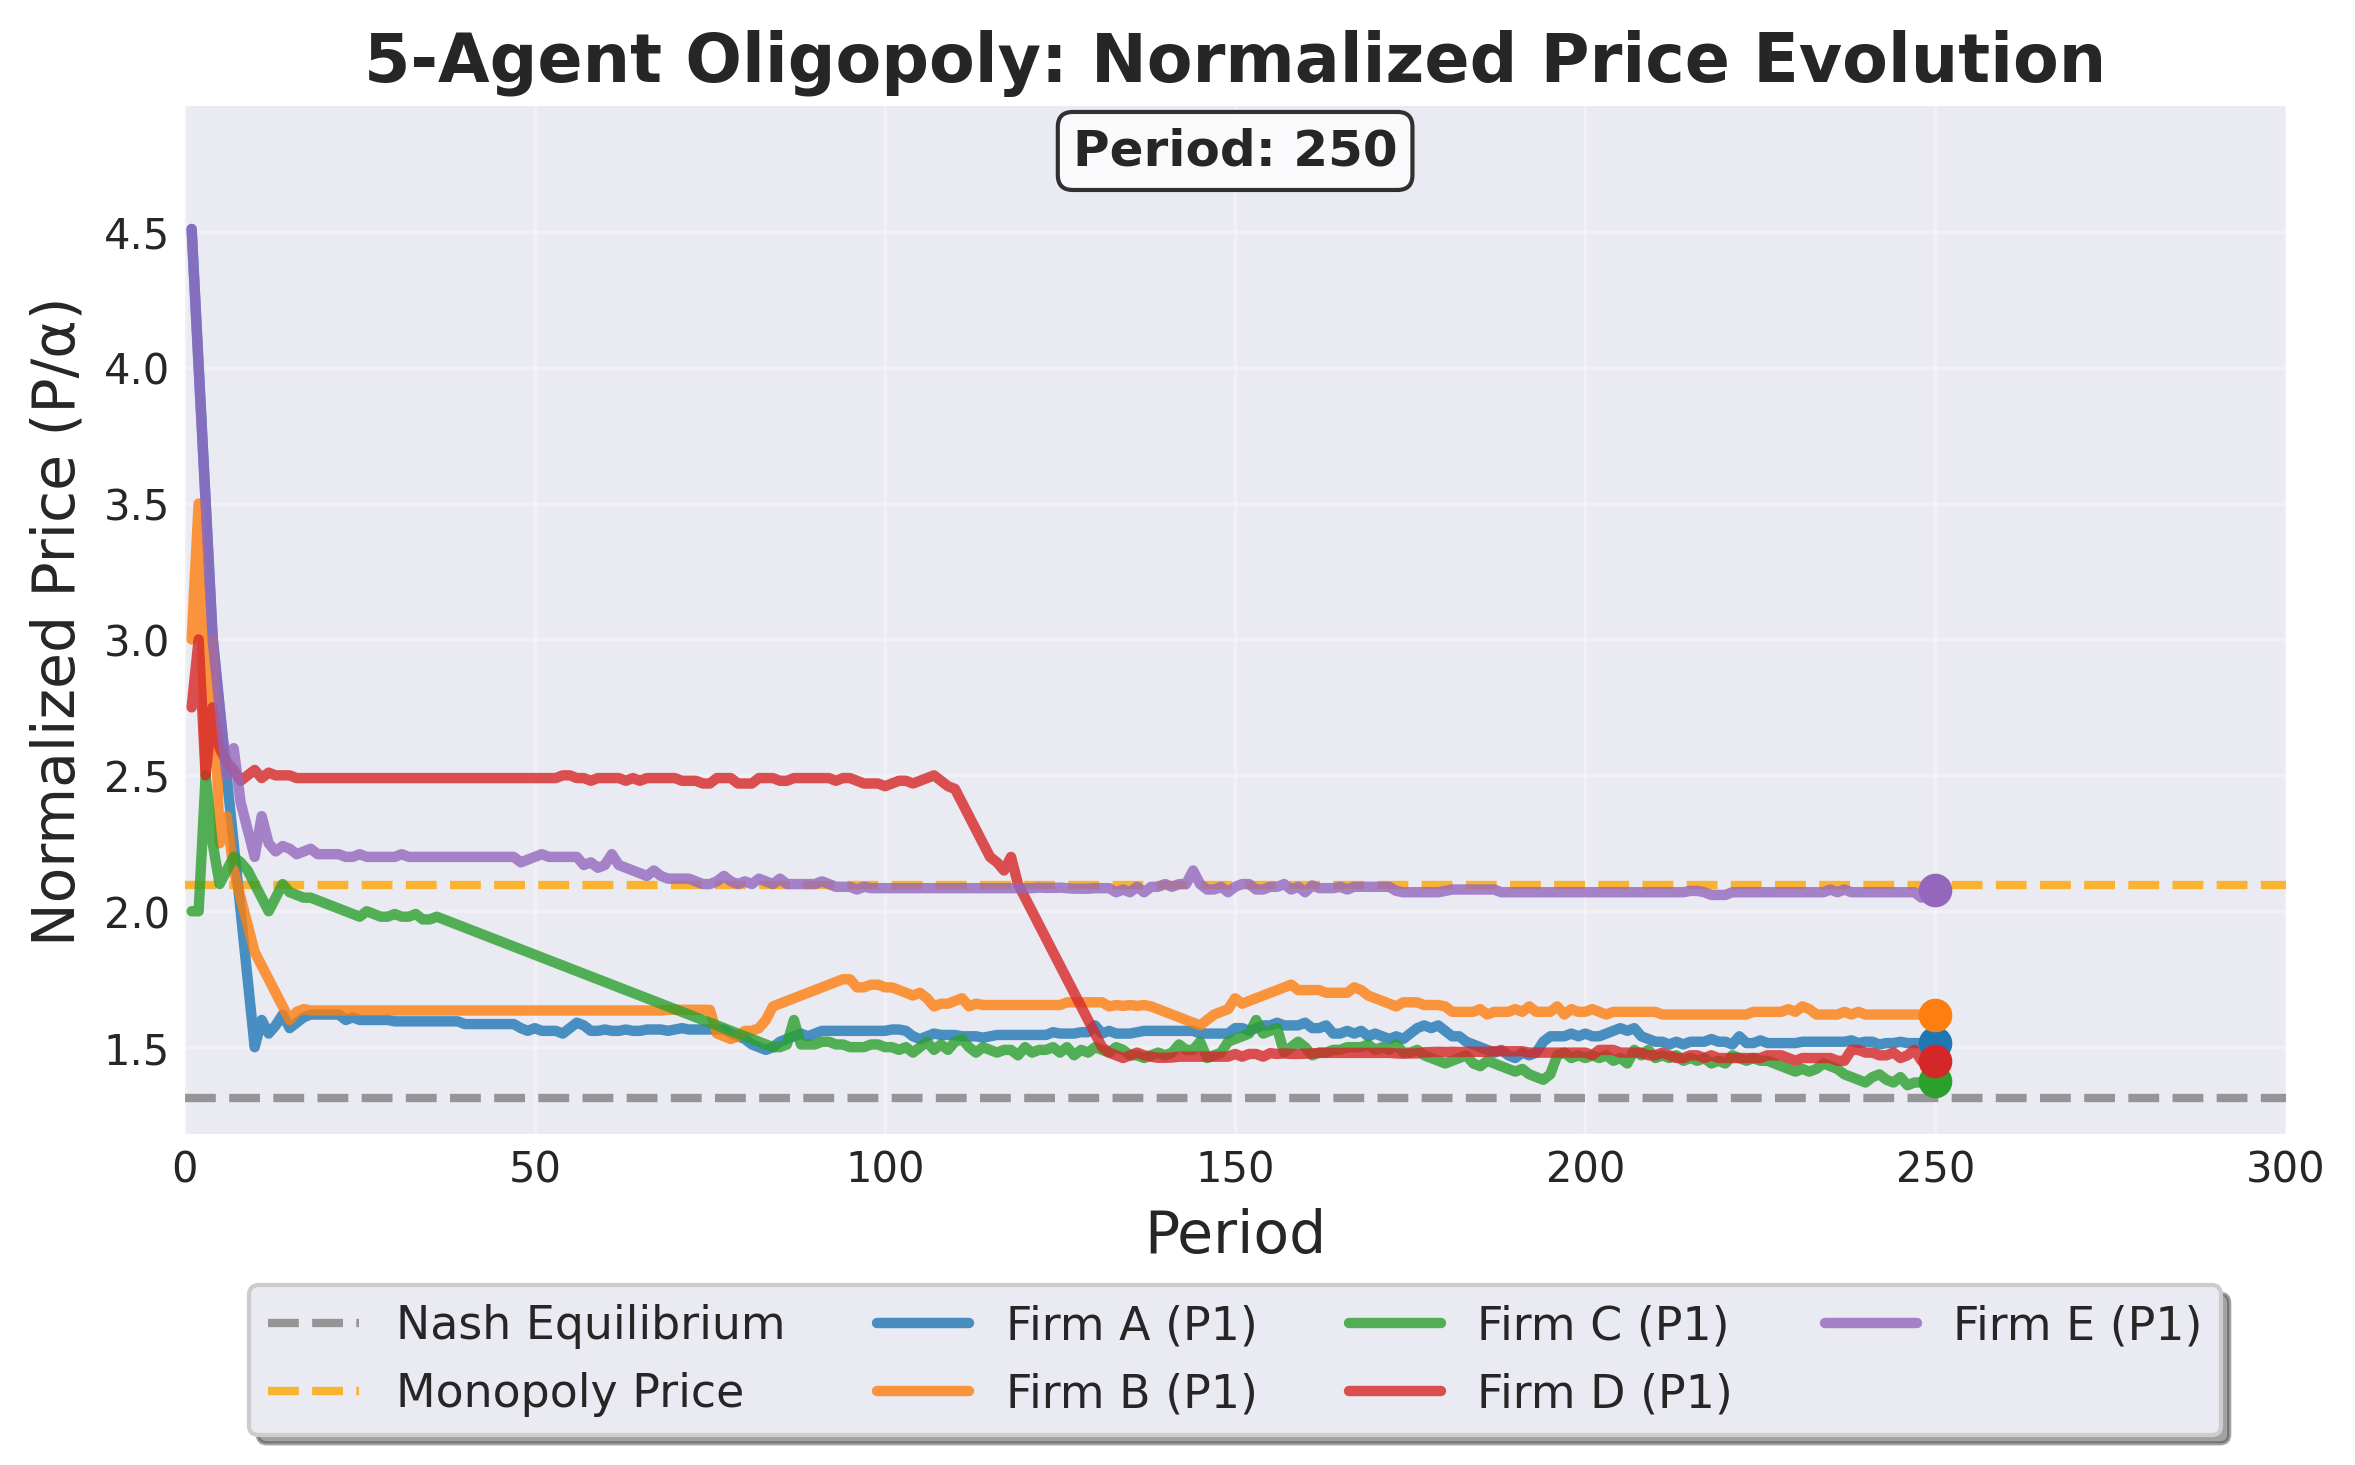 5-Agent Oligopoly: Normalized Price Evolution
Period: 250
Normalized Price (P/α)
4.5
4.0
3.5
3.0
2.5
2.0
1.5
0 50 100 150 200 250 300
Period
Nash Equilibrium Firm A (P1) Firm C (P1) Firm E (P1)
Monopoly Price Firm B (P1) Firm D (P1)